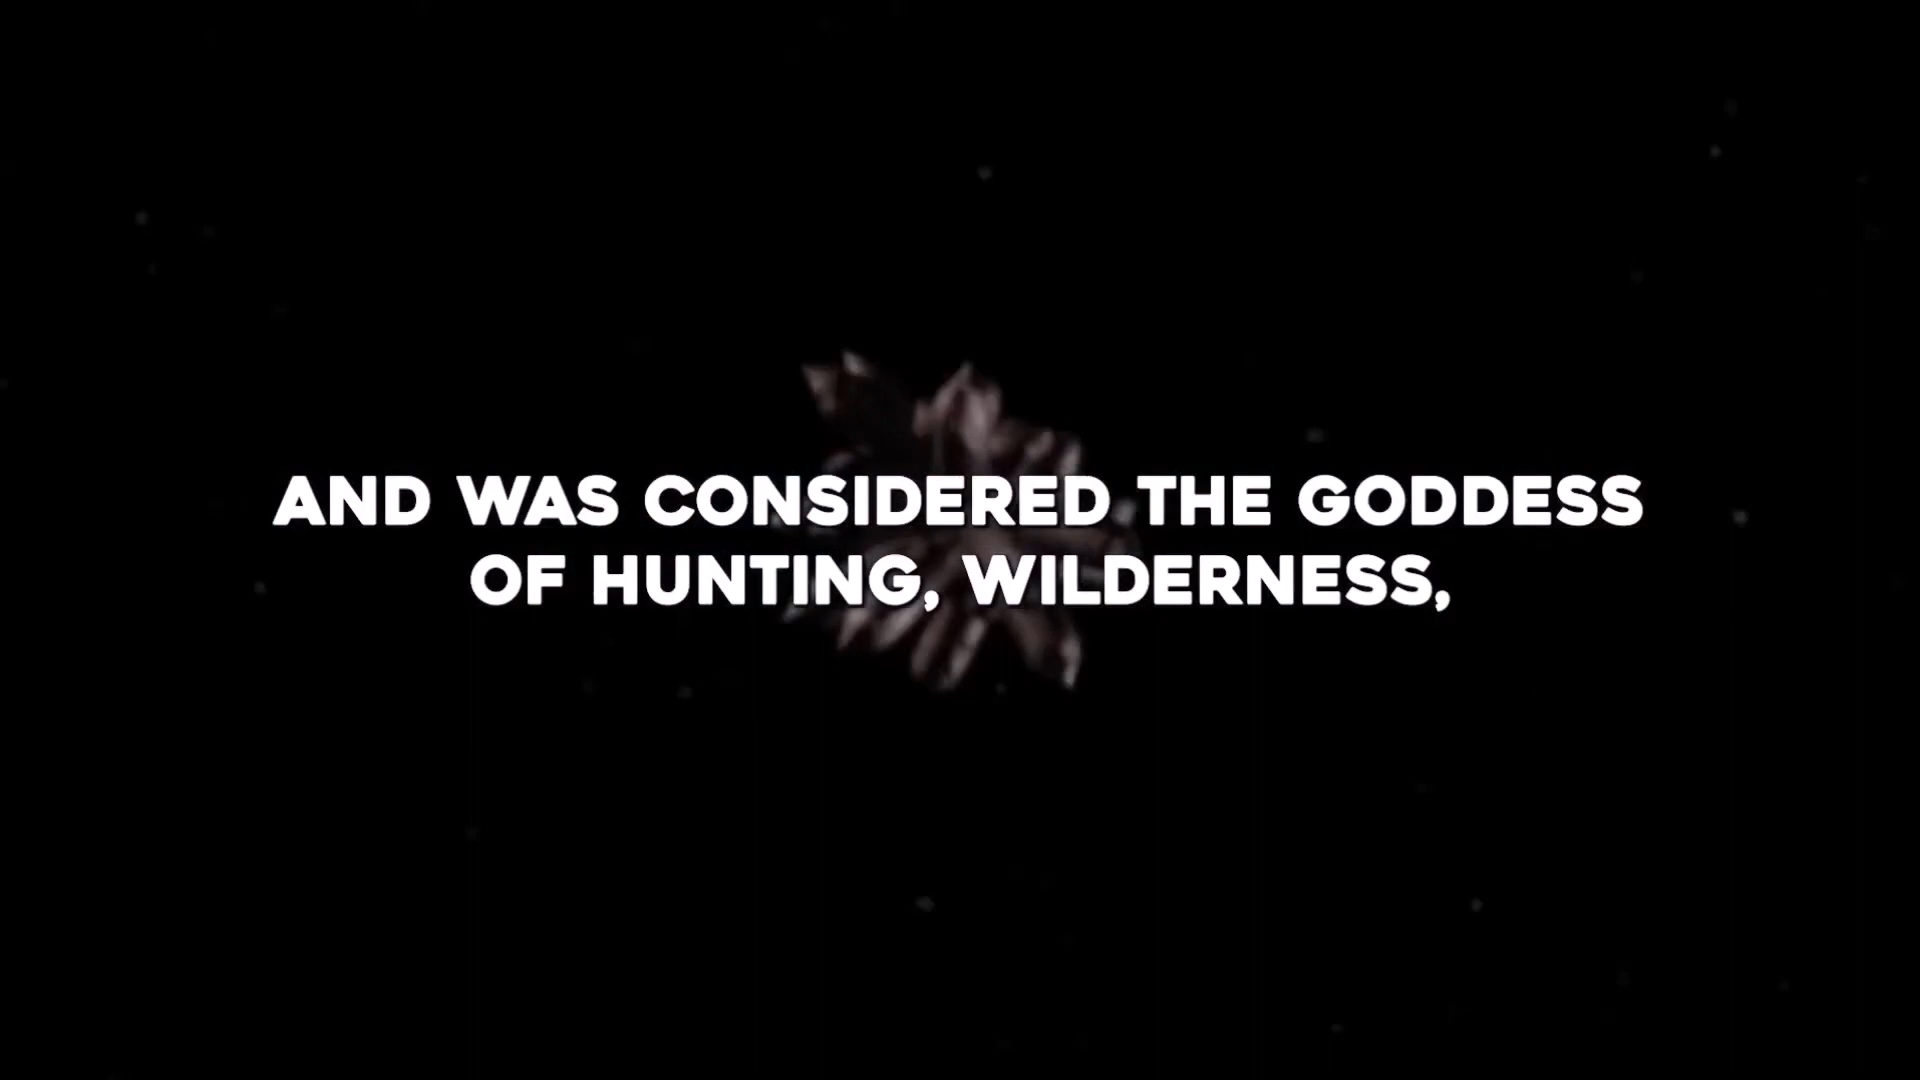 AND WAS CONSIDERED THE GODDESS
OF HUNTING, WILDERNESS,